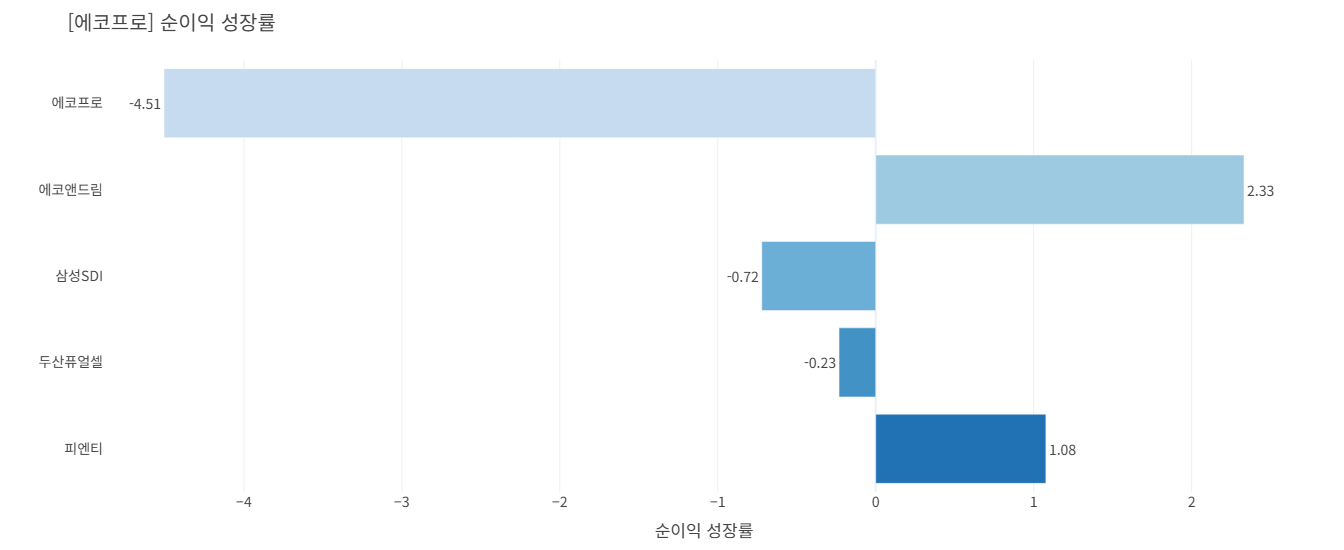 [에코프로] 순이익 성장률
에코프로 -4.51
에코앤드림 2.33
삼성SDI -0.72
두산퓨얼셀 -0.23
피엔티 1.08
−4 −3 −2 −1 0 1 2
순이익 성장률